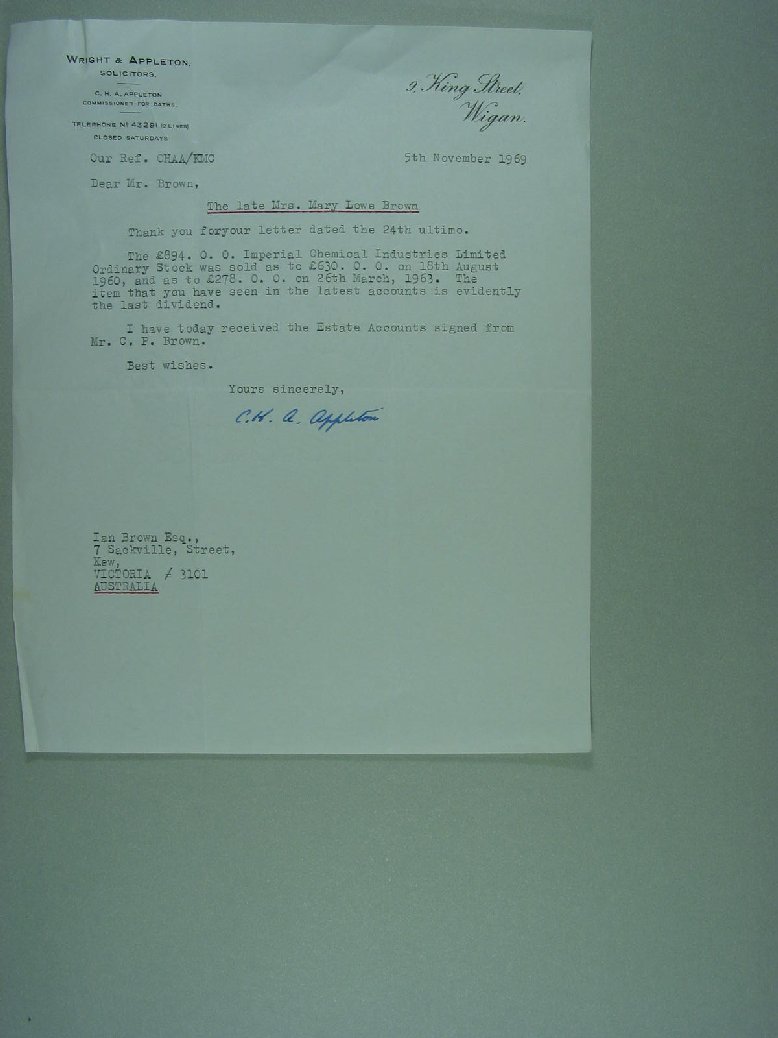 WRIGHT & APPLETON.
SOLICITORS.
C. H. A. APPLETON
COMMISSIONER FOR OATHS.
TELEPHONE No 43291 (2 LINES)
CLOSED SATURDAYS
9, King Street,
Wigan.
Our Ref. CHAA/KMC
5th November 1969
Dear Mr. Brown,
The late Mrs. Mary Lowe Brown
Thank you foryour letter dated the 24th ultimo.
The £894. 0. 0. Imperial Chemical Industries Limited
Ordinary Stock was sold as to £630. 0. 0. on 18th August
1960, and as to £278. 0. 0. on 26th March, 1963. The
item that you have seen in the latest accounts is evidently
the last dividend.
I have today received the Estate Accounts signed from
Mr. C. P. Brown.
Best wishes.
Yours sincerely,
C. H. A. Appleton
Ian Brown Esq.,
7 Sackville, Street,
Kew,
VICTORIA / 3101
AUSTRALIA